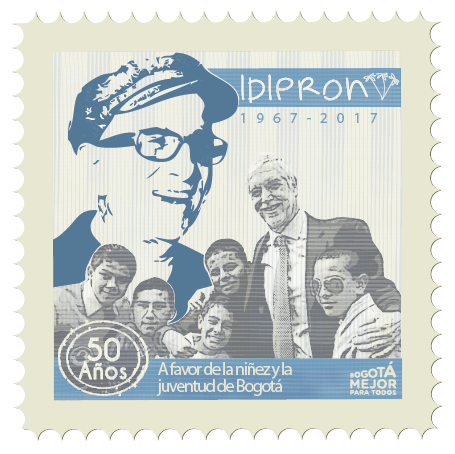 IDIPRON
1967-2017
50
Años
A favor de la niñez y la
juventud de Bogotá
BOGOTÁ
MEJOR
PARA TODOS